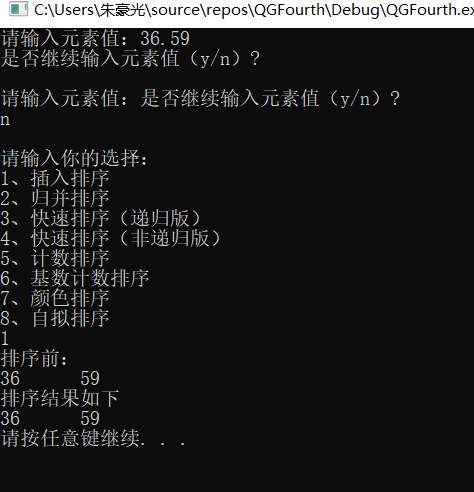 C:\Users\朱豪光\source\repos\QGFourth\Debug\QGFourth.ex
请输入元素值：36.59
是否继续输入元素值（y/n）?
请输入元素值：是否继续输入元素值（y/n）?
n
请输入你的选择：
1、插入排序
2、归并排序
3、快速排序（递归版）
4、快速排序（非递归版）
5、计数排序
6、基数计数排序
7、颜色排序
8、自拟排序
1
排序前：
36 59
排序结果如下
36 59
请按任意键继续. . .